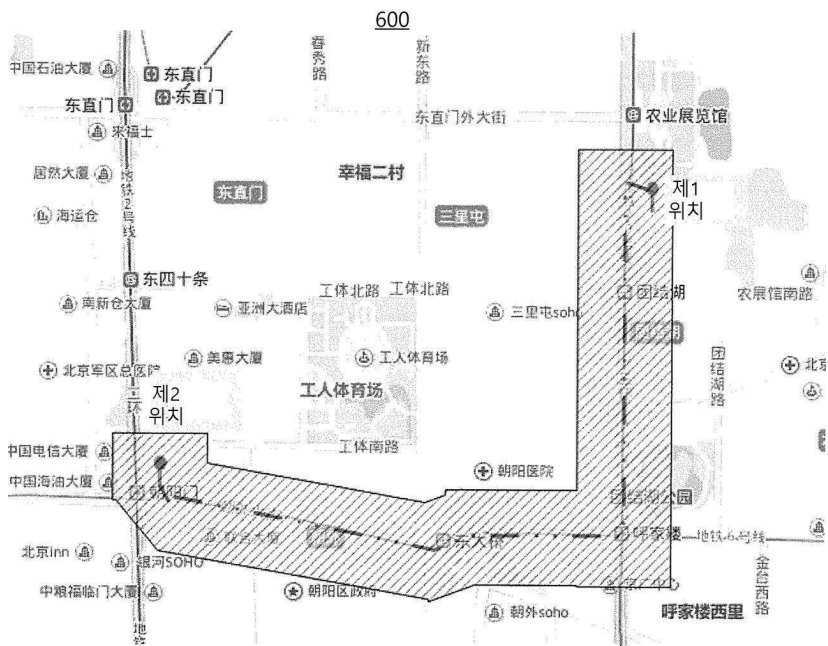 600
中国石油大厦
东直门
东直门
东直门
来福士
居然大厦
海运仓
地铁2号线
东四十条
南新仓大厦
亚洲大酒店
北京军区总医院
美惠大厦
제2
위치
中国电信大厦
中国海油大厦
朝阳门
北京inn
银河SOHO
中粮福临门大厦
联合大厦
朝阳区政府
春秀路
新东路
东直门外大街
农业展览馆
幸福二村
东直门
三里屯
제1
위치
工体北路
工体北路
三里屯soho
团结湖
农展馆南路
工人体育场
工人体育场
团结湖路
工体南路
朝阳医院
团结湖公园
东大桥
呼家楼
地铁6号线
金台西路
朝外soho
呼家楼西里